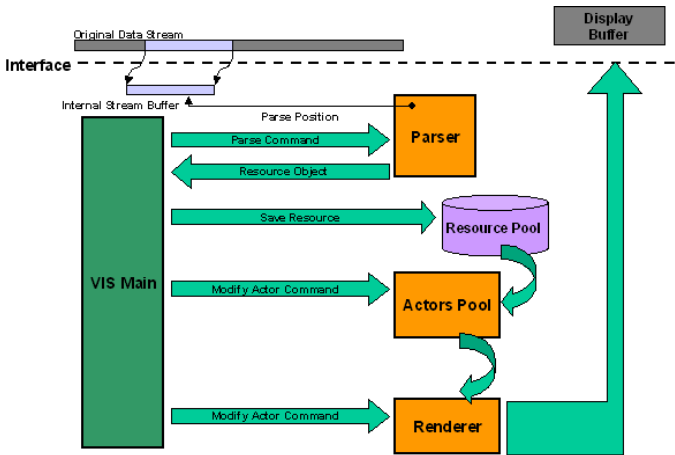 Display
Buffer
Original Data Stream
Interface
Internal Stream Buffer
Parse Position
Parser
Parse Command
Resource Object
Save Resource
Resource Pool
VIS Main
Modify Actor Command
Actors Pool
Modify Actor Command
Renderer